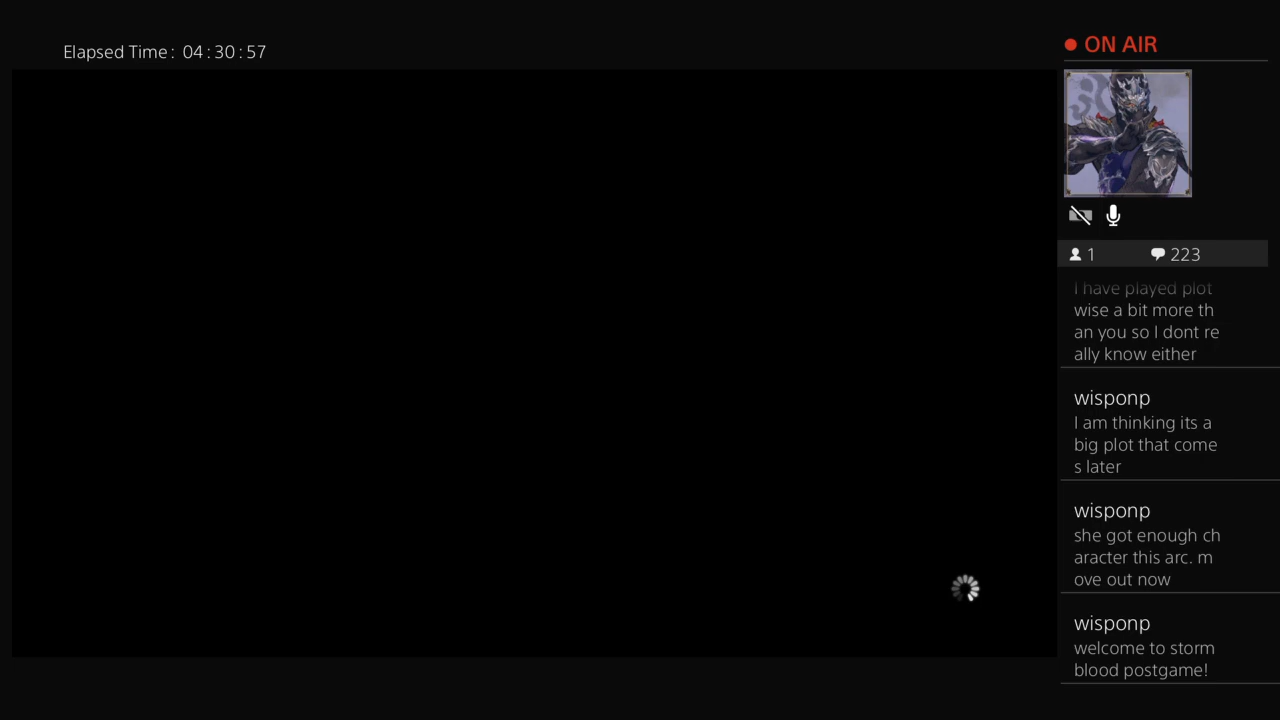 Elapsed Time: 04:30:57
ON AIR
1
223
I have played plot
wise a bit more th
an you so I dont re
ally know either
wisponp
I am thinking its a
big plot that come
s later
wisponp
she got enough ch
aracter this arc. m
ove out now
wisponp
welcome to storm
blood postgame!